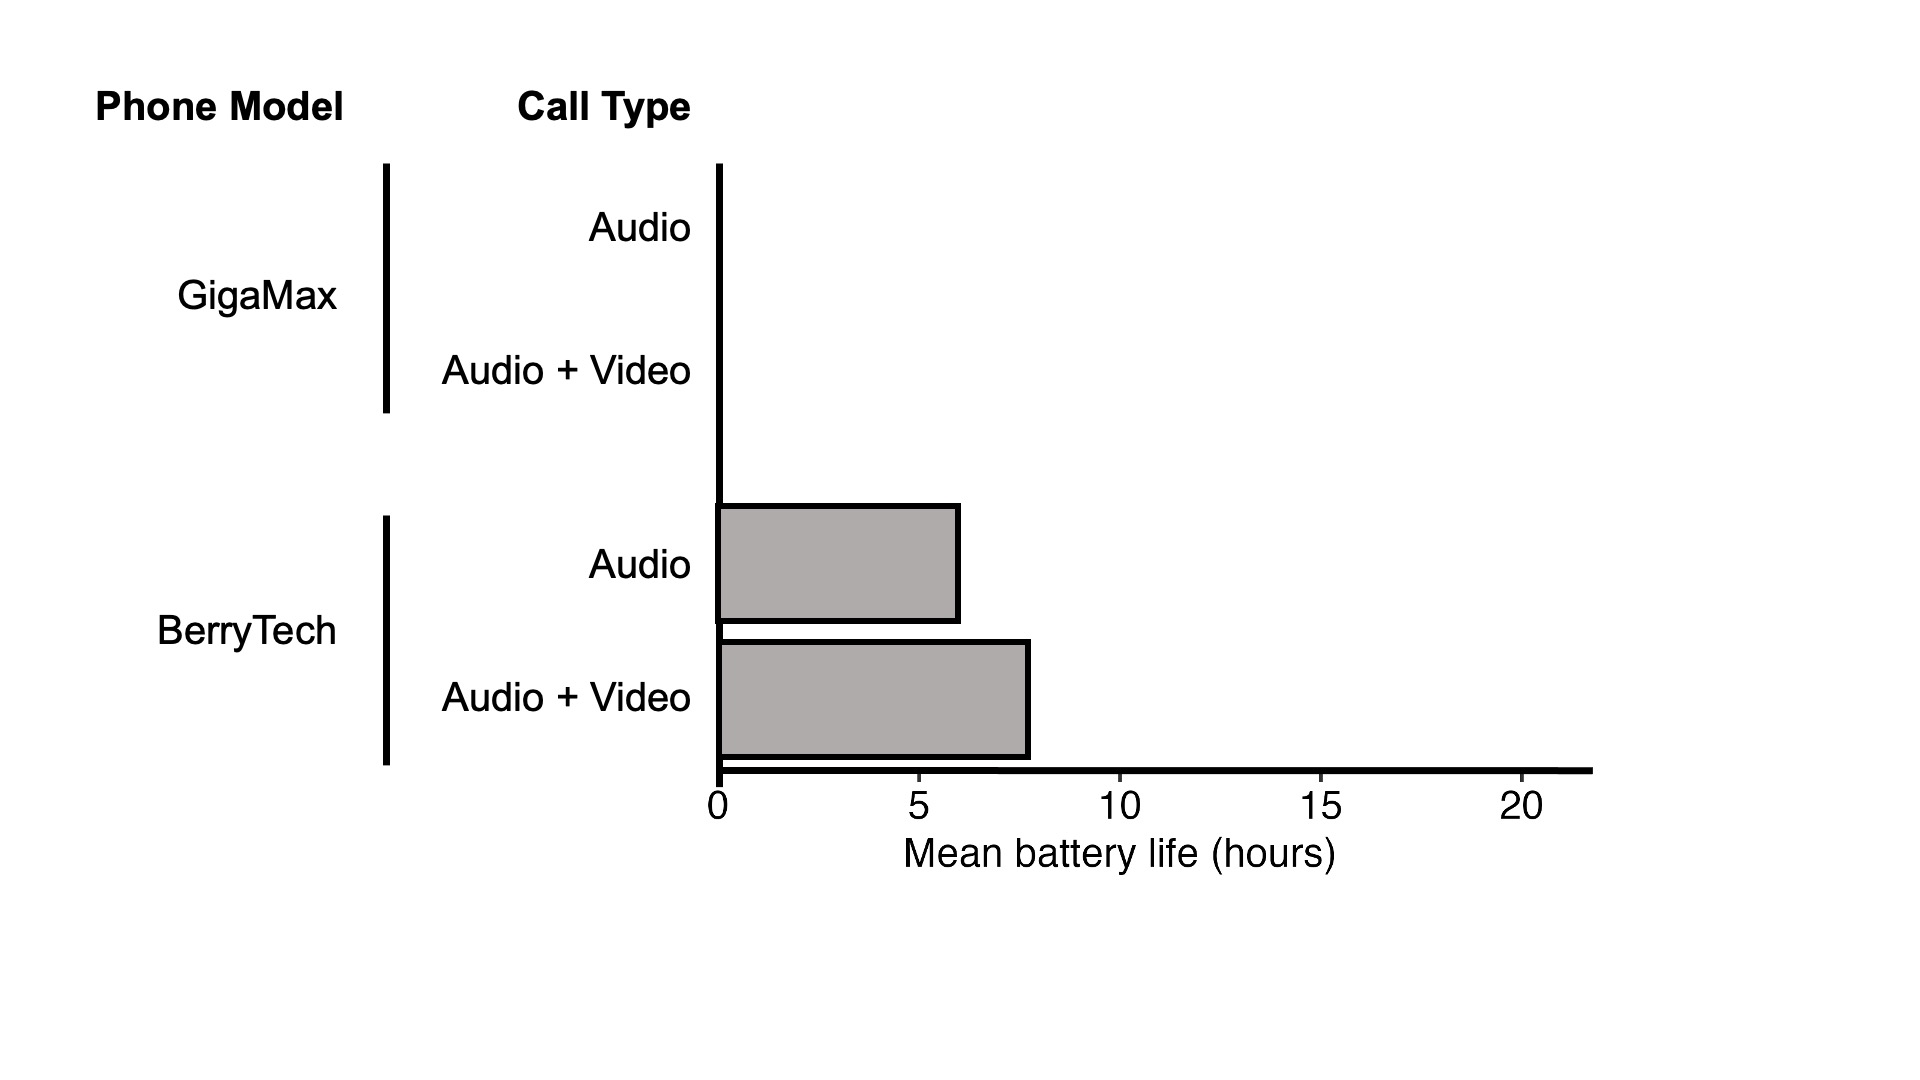 Phone Model
Call Type
Audio
GigaMax
Audio + Video
Audio
BerryTech
Audio + Video
0 5 10 15 20
Mean battery life (hours)